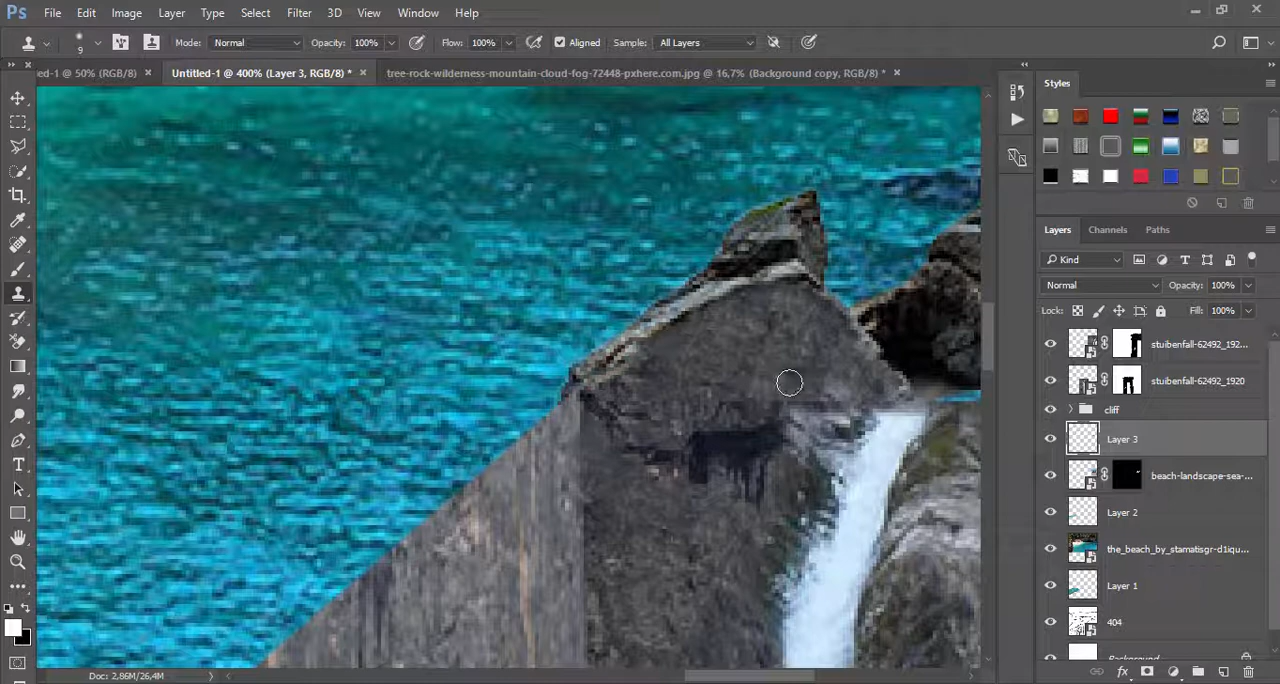 Ps File Edit Image Layer Type Select Filter 3D View Window Help
9 Mode: Normal Opacity: 100% Flow: 100% Aligned Sample: All Layers
ed-1 @ 50% (RGB/8) × Untitled-1 @ 400% (Layer 3, RGB/8) * × tree-rock-wilderness-mountain-cloud-fog-72448-pxhere.com.jpg @ 16,7% (Background copy, RGB/8) * ×
Styles
Layers Channels Paths
Kind
Normal Opacity: 100%
Lock: Fill: 100%
stuibenfall-62492_192...
stuibenfall-62492_1920
cliff
Layer 3
beach-landscape-sea-...
Layer 2
the_beach_by_stamatisgr-d1iqu...
Layer 1
404
Background
Doc: 2,86M/26,4M
fx